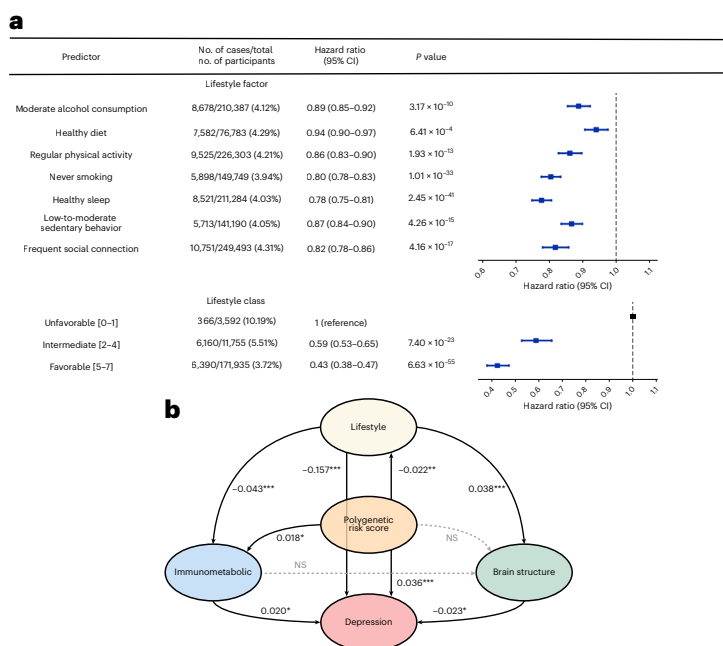 a
Predictor
No. of cases/total
no. of participants
Hazard ratio
(95% CI)
P value
Lifestyle factor
Moderate alcohol consumption 8,678/210,387 (4.12%) 0.89 (0.85–0.92) 3.17 × 10⁻¹⁰
Healthy diet 7,582/76,783 (4.29%) 0.94 (0.90–0.97) 6.41 × 10⁻⁴
Regular physical activity 9,525/226,303 (4.21%) 0.86 (0.83–0.90) 1.93 × 10⁻¹³
Never smoking 5,898/149,749 (3.94%) 0.80 (0.78–0.83) 1.01 × 10⁻³³
Healthy sleep 8,521/211,284 (4.03%) 0.78 (0.75–0.81) 2.45 × 10⁻⁴¹
Low-to-moderate
sedentary behavior 5,713/141,190 (4.05%) 0.87 (0.84–0.90) 4.26 × 10⁻¹⁵
Frequent social connection 10,751/249,493 (4.31%) 0.82 (0.78–0.86) 4.16 × 10⁻¹⁷
0.6 0.7 0.8 0.9 1.0 1.1
Hazard ratio (95% CI)
Lifestyle class
Unfavorable [0–1] 366/3,592 (10.19%) 1 (reference)
Intermediate [2–4] 6,160/11,755 (5.51%) 0.59 (0.53–0.65) 7.40 × 10⁻²³
Favorable [5–7] 6,390/171,935 (3.72%) 0.43 (0.38–0.47) 6.63 × 10⁻⁵⁵
0.4 0.5 0.6 0.7 0.8 0.9 1.0 1.1
Hazard ratio (95% CI)
b
Lifestyle
–0.157*** –0.022**
–0.043*** 0.038***
Polygenetic
risk score
0.018* NS
NS
Immunometabolic
Brain structure
0.036***
0.020* –0.023*
Depression